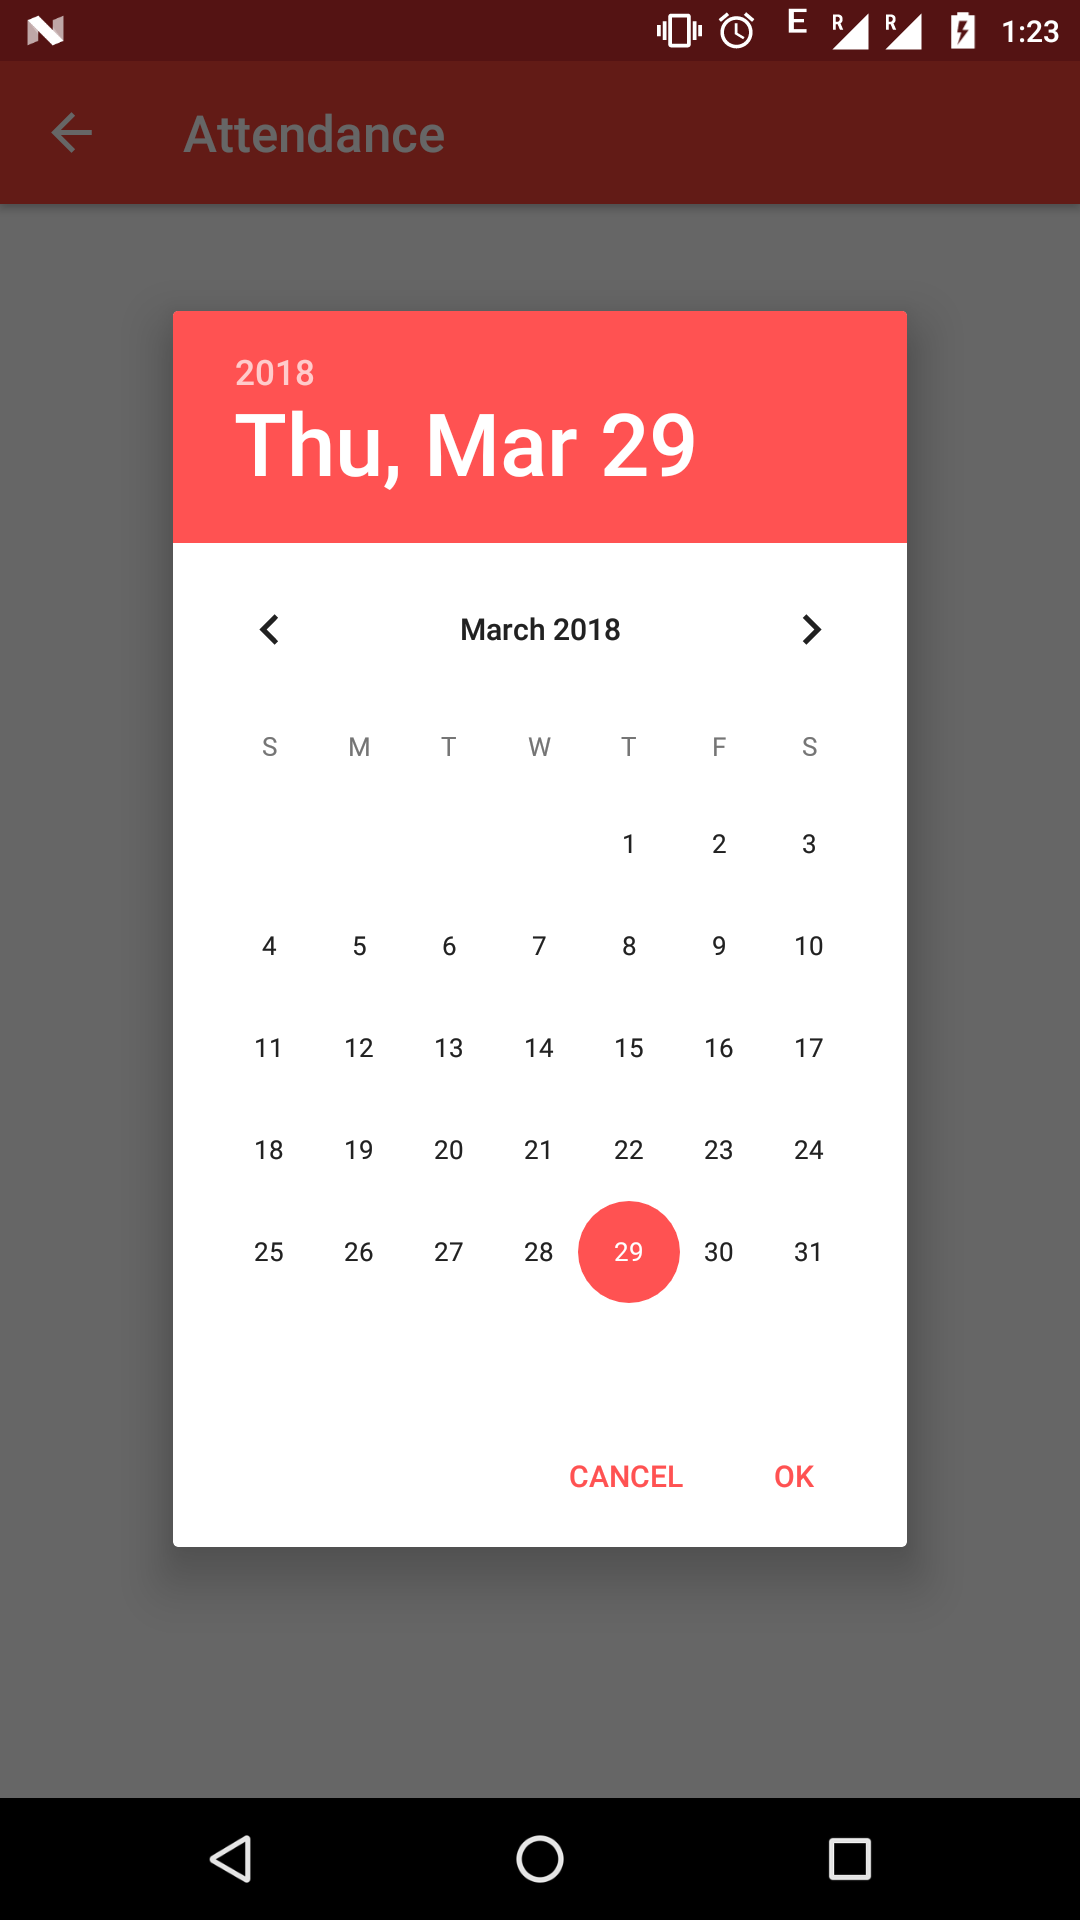 E R R 1:23
Attendance
2018
Thu, Mar 29
March 2018
S M T W T F S
1 2 3
4 5 6 7 8 9 10
11 12 13 14 15 16 17
18 19 20 21 22 23 24
25 26 27 28 29 30 31
CANCEL OK